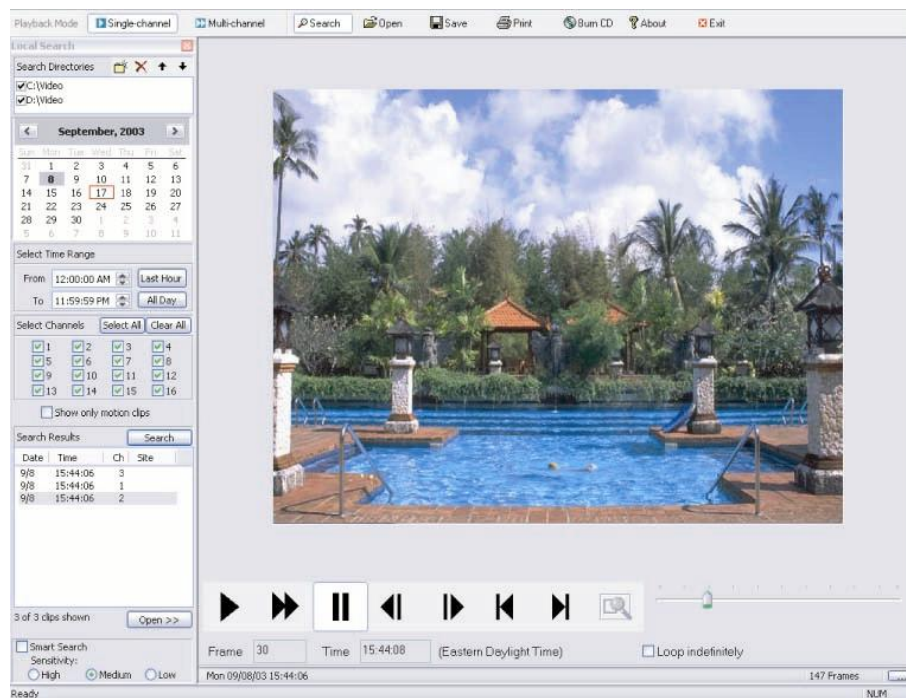 Playback Mode Single-channel Multi-channel Search Open Save Print Burn CD About Exit
Local Search
Search Directories
C:\Video
D:\Video
September, 2003
Sun Mon Tue Wed Thu Fri Sat
31 1 2 3 4 5 6
7 8 9 10 11 12 13
14 15 16 17 18 19 20
21 22 23 24 25 26 27
28 29 30 1 2 3 4
5 6 7 8 9 10 11
Select Time Range
From 12:00:00 AM Last Hour
To 11:59:59 PM All Day
Select Channels Select All Clear All
1 2 3 4
5 6 7 8
9 10 11 12
13 14 15 16
Show only motion clips
Search Results Search
Date Time Ch Site
9/8 15:44:06 3
9/8 15:44:06 1
9/8 15:44:06 2
3 of 3 clips shown Open >>
Smart Search
Sensitivity:
High Medium Low
Frame 30 Time 15:44:08 (Eastern Daylight Time) Loop indefinitely
Mon 09/08/03 15:44:06 147 Frames ...
Ready NUM